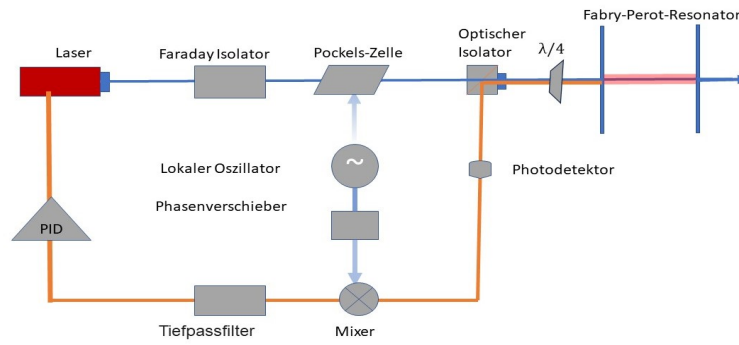 Fabry-Perot-Resonator
Optischer
Isolator
Laser
Faraday Isolator
Pockels-Zelle
λ/4
Lokaler Oszillator
~
Photodetektor
Phasenverschieber
PID
Tiefpassfilter
Mixer